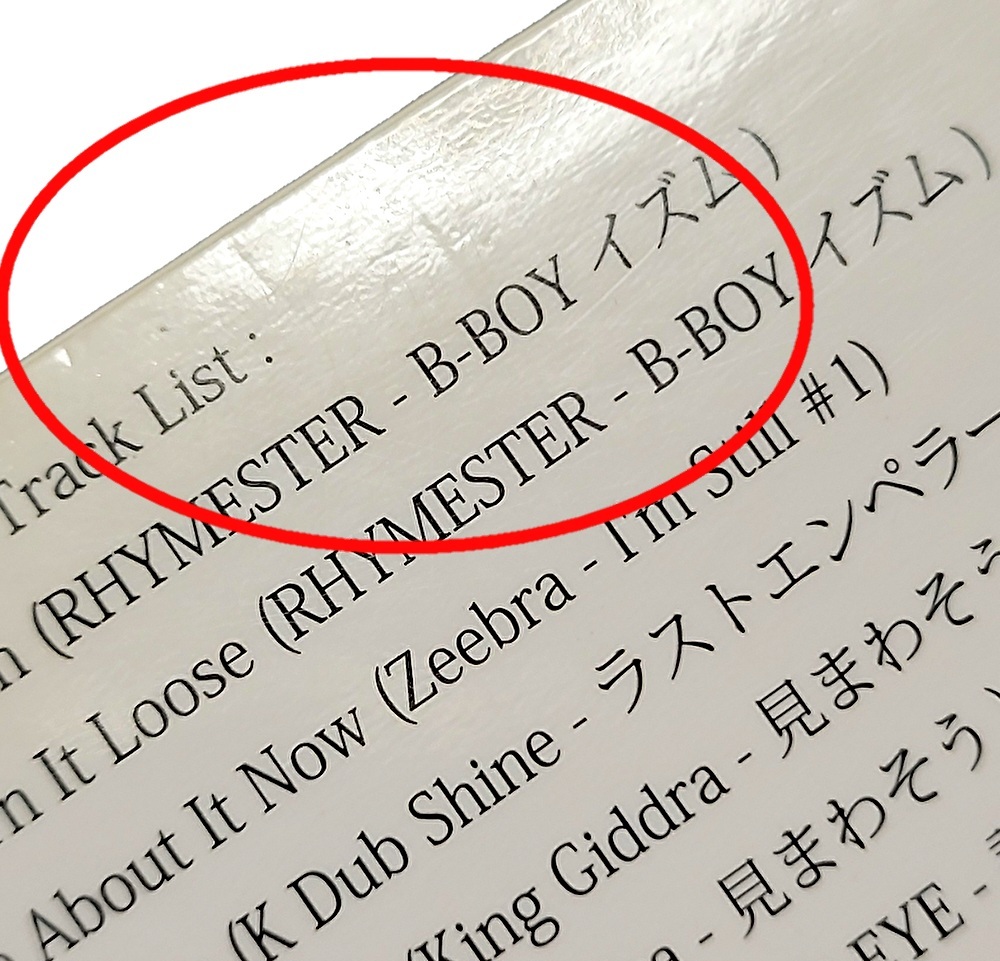 Track List :
(RHYMESTER - B-BOY イズム)
It Loose (RHYMESTER - B-BOY イズム)
About It Now (Zeebra - I'm Still #1)
(K Dub Shine - ラストエンペラー
(King Giddra - 見まわそう
- 見まわそう
EYE -